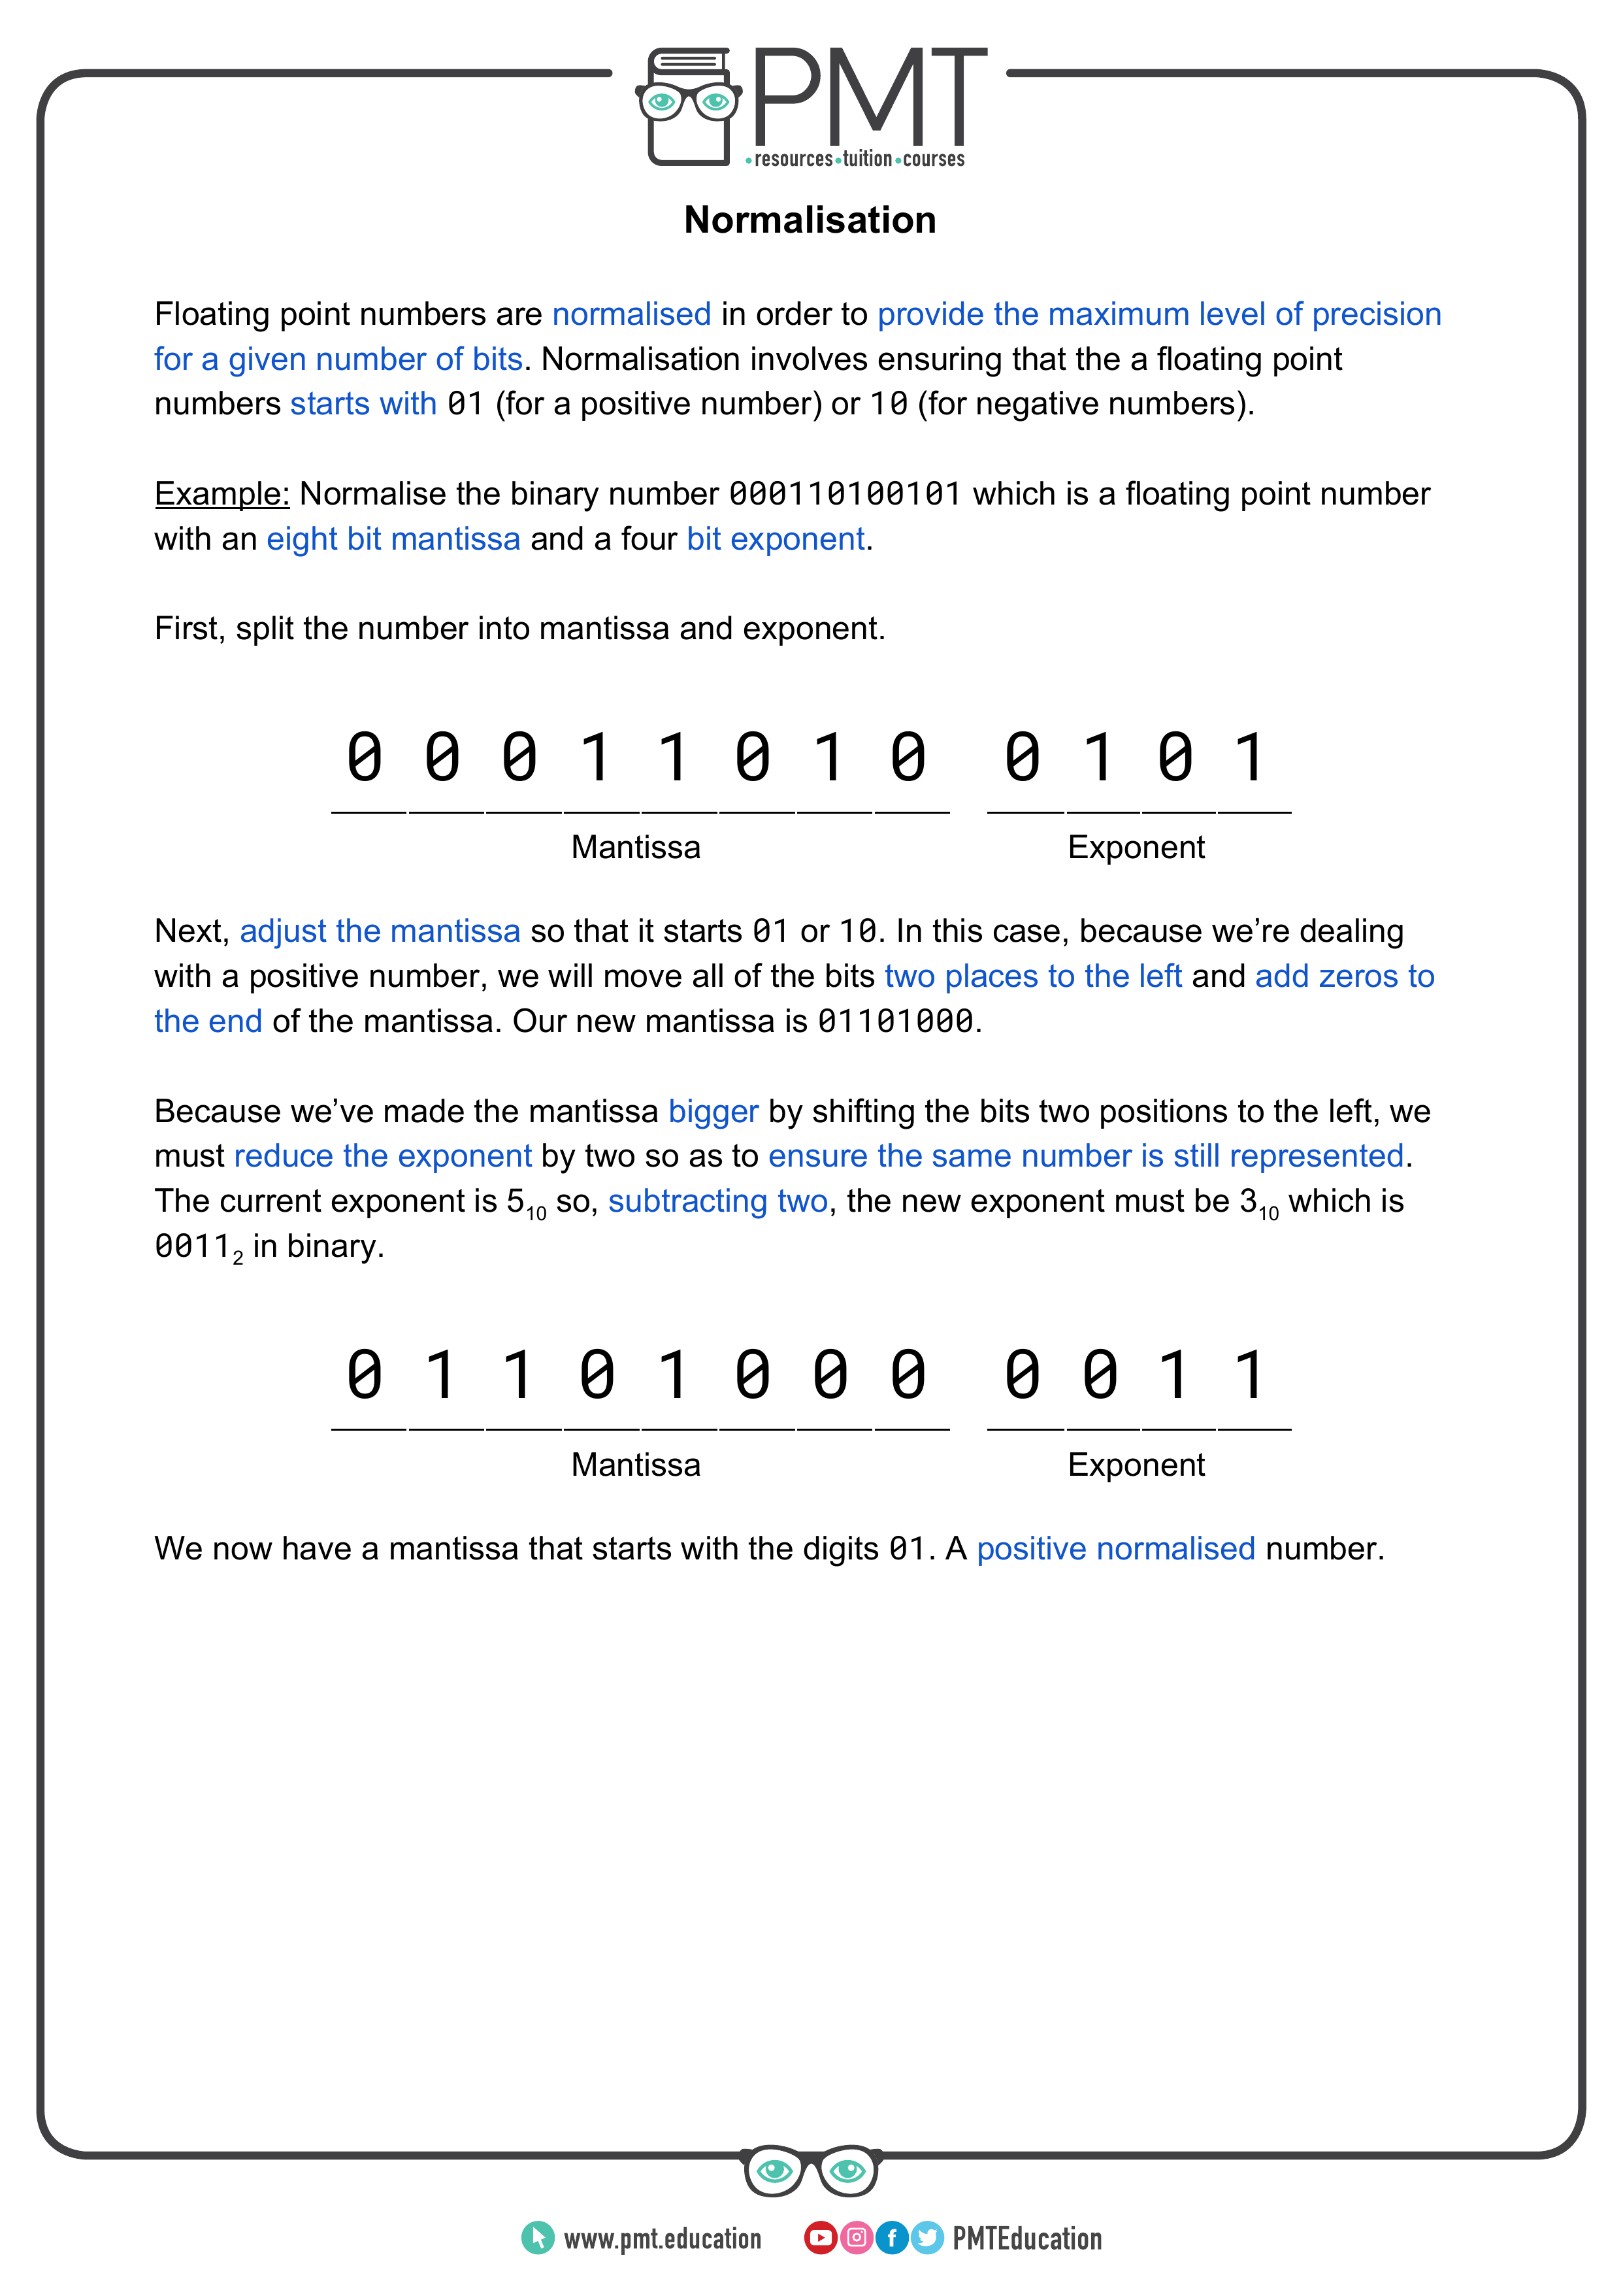 PMT
•resources•tuition•courses
Normalisation
Floating point numbers are normalised in order to provide the maximum level of precision
for a given number of bits. Normalisation involves ensuring that the a floating point
numbers starts with 01 (for a positive number) or 10 (for negative numbers).
Example: Normalise the binary number 000110100101 which is a floating point number
with an eight bit mantissa and a four bit exponent.
First, split the number into mantissa and exponent.
0 0 0 1 1 0 1 0 0 1 0 1
Mantissa Exponent
Next, adjust the mantissa so that it starts 01 or 10. In this case, because we’re dealing
with a positive number, we will move all of the bits two places to the left and add zeros to
the end of the mantissa. Our new mantissa is 01101000.
Because we’ve made the mantissa bigger by shifting the bits two positions to the left, we
must reduce the exponent by two so as to ensure the same number is still represented.
The current exponent is 5₁₀ so, subtracting two, the new exponent must be 3₁₀ which is
0011₂ in binary.
0 1 1 0 1 0 0 0 0 0 1 1
Mantissa Exponent
We now have a mantissa that starts with the digits 01. A positive normalised number.
www.pmt.education PMTEducation